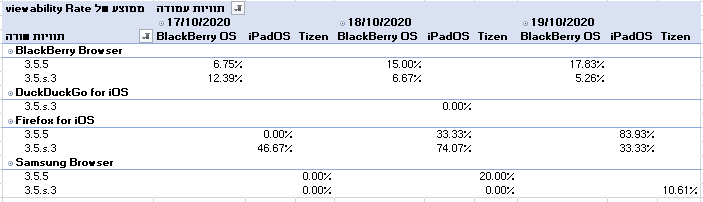 ממוצע של viewability Rate תוויות עמודה
17/10/2020 18/10/2020 19/10/2020
תוויות שורה BlackBerry OS iPadOS Tizen BlackBerry OS iPadOS Tizen BlackBerry OS iPadOS Tizen
BlackBerry Browser
3.5.5 6.75% 15.00% 17.83%
3.5.s.3 12.39% 6.67% 5.26%
DuckDuckGo for iOS
3.5.s.3 0.00%
Firefox for iOS
3.5.5 0.00% 33.33% 83.93%
3.5.s.3 46.67% 74.07% 33.33%
Samsung Browser
3.5.5 0.00% 20.00%
3.5.s.3 0.00% 0.00% 10.61%